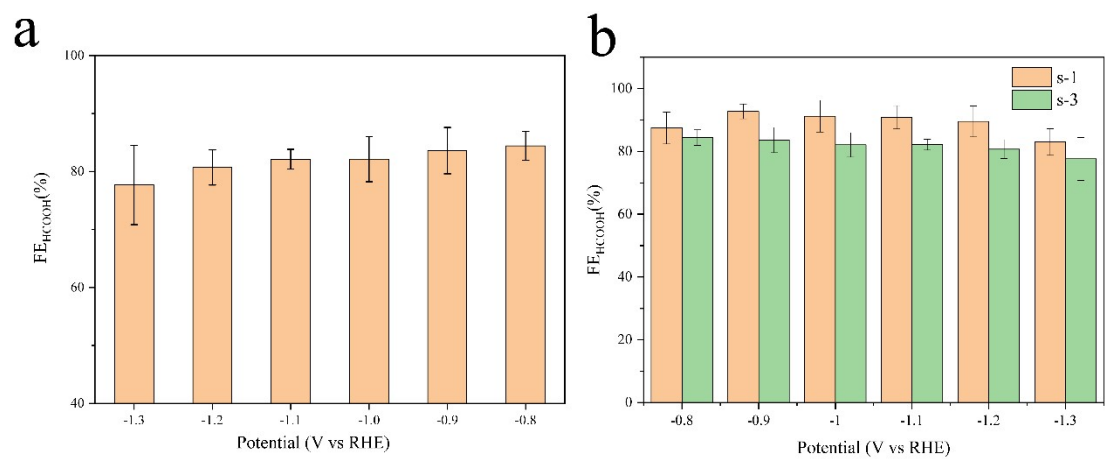 a
100
80
60
40
FE_HCOOH(%)
-1.3 -1.2 -1.1 -1.0 -0.9 -0.8
Potential (V vs RHE)
b
s-1
s-3
100
80
60
40
20
0
FE_HCOOH(%)
-0.8 -0.9 -1 -1.1 -1.2 -1.3
Potential (V vs RHE)